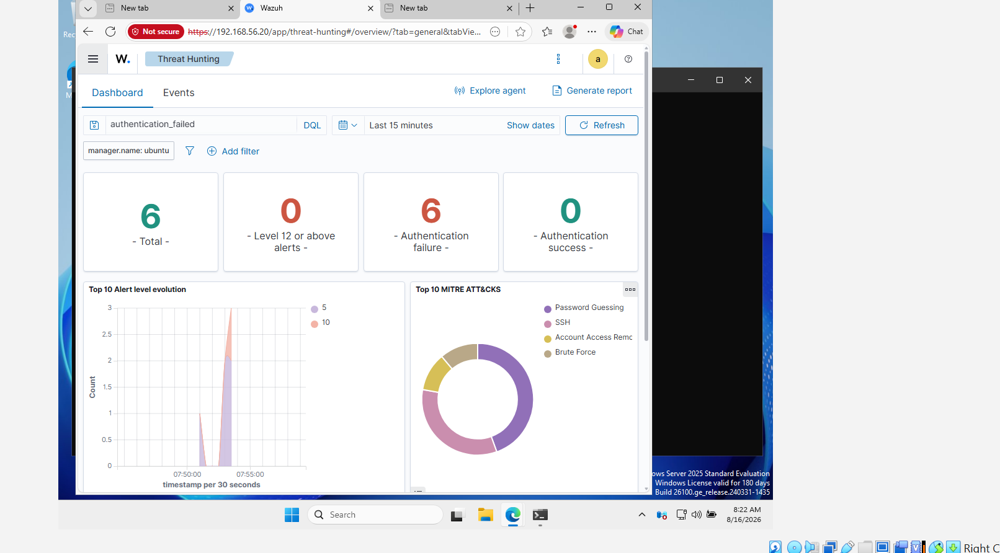 New tab
Wazuh
New tab
Rec
Not secure
https://192.168.56.20/app/threat-hunting#/overview/?tab=general&tabVie...
Chat
W.
Threat Hunting
a
M
Dashboard
Events
Explore agent
Generate report
authentication_failed
DQL
Last 15 minutes
Show dates
Refresh
manager.name: ubuntu
Add filter
6
- Total -
0
- Level 12 or above
alerts -
6
- Authentication
failure -
0
- Authentication
success -
Top 10 Alert level evolution
3
2.5
2
1.5
1
0.5
0
Count
07:50:00
07:55:00
timestamp per 30 seconds
5
10
Top 10 MITRE ATT&CKS
Password Guessing
SSH
Account Access Remo
Brute Force
ows Server 2025 Standard Evaluation
Windows License valid for 180 days
Build 26100.ge_release.240331-1435
Search
8:22 AM
8/16/2026
Right C